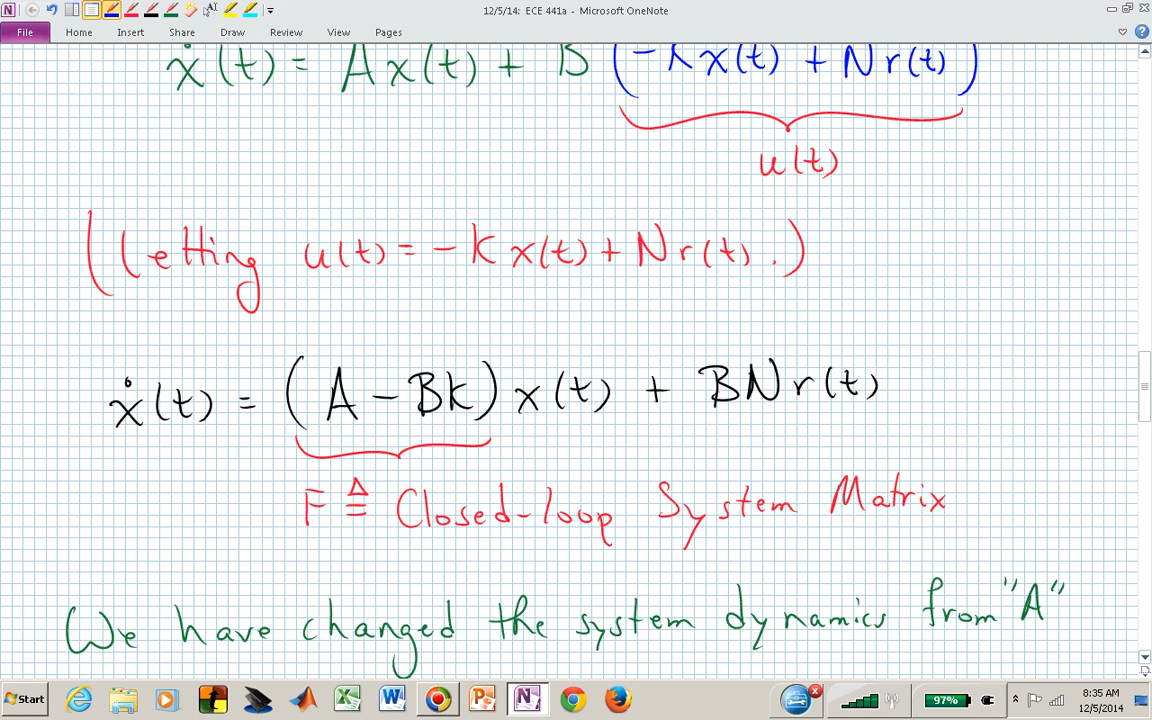 12/5/14: ECE 441a - Microsoft OneNote
File Home Insert Share Draw Review View Pages
ẋ(t) = Ax(t) + B (-Kx(t) + Nr(t))
u(t)
(Letting u(t) = -Kx(t) + Nr(t).)
ẋ(t) = (A - BK) x(t) + BNr(t)
F ≜ Closed-loop System Matrix
We have changed the system dynamics from "A"
Start
97%
8:35 AM
12/5/2014